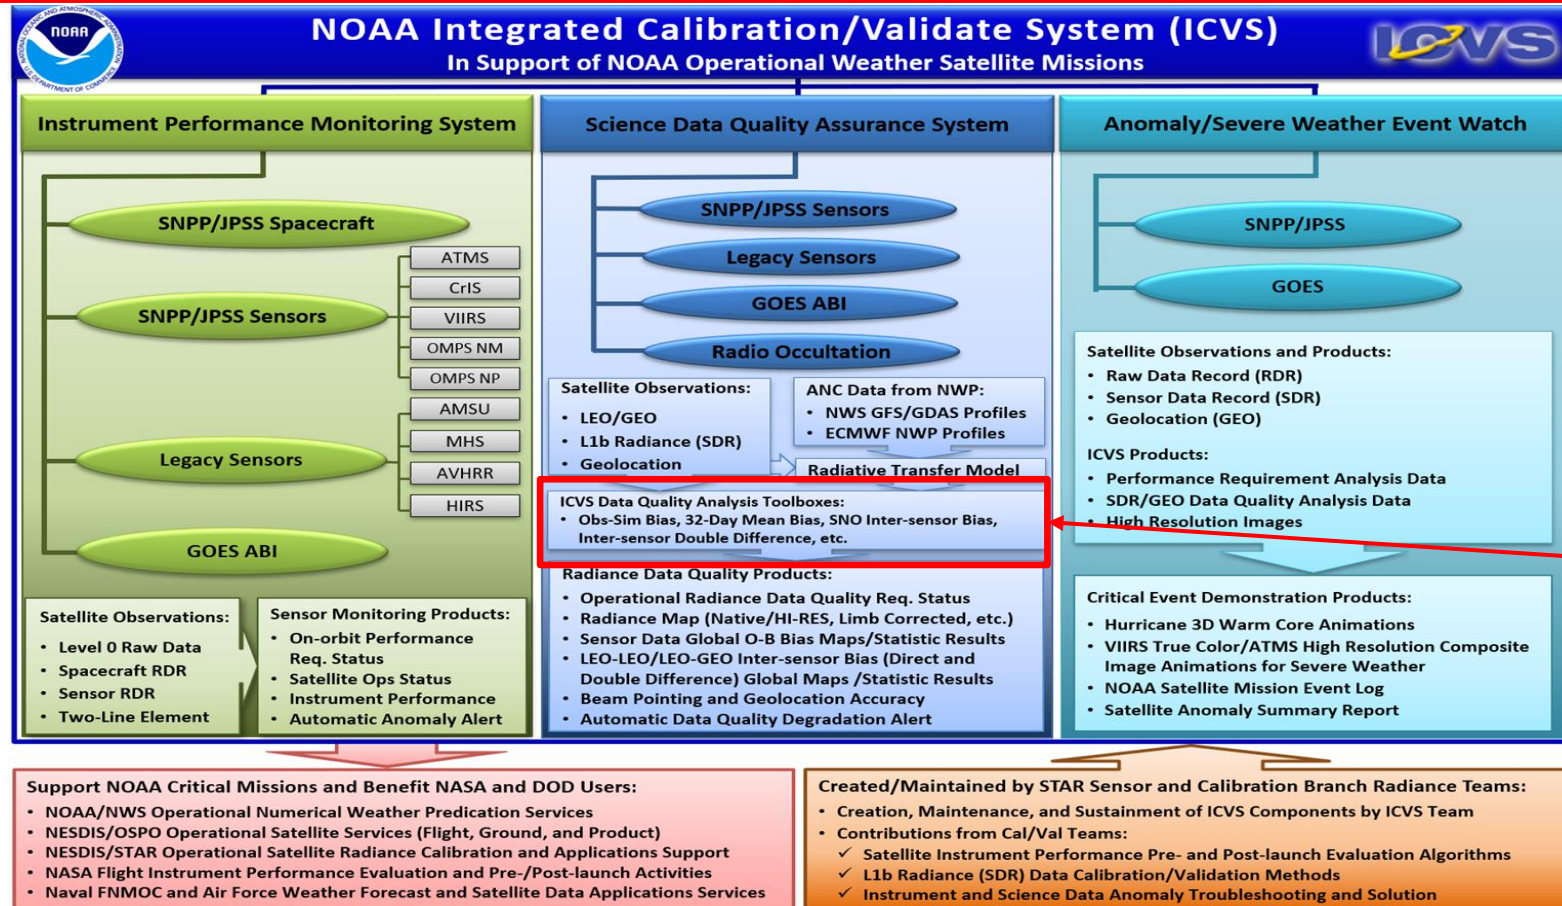 NOAA
NATIONAL OCEANIC AND ATMOSPHERIC ADMINISTRATION
U.S. DEPARTMENT OF COMMERCE
NOAA Integrated Calibration/Validate System (ICVS)
In Support of NOAA Operational Weather Satellite Missions
ICVS
Instrument Performance Monitoring System
SNPP/JPSS Spacecraft
SNPP/JPSS Sensors
ATMS
CrIS
VIIRS
OMPS NM
OMPS NP
Legacy Sensors
AMSU
MHS
AVHRR
HIRS
GOES ABI
Satellite Observations:
• Level 0 Raw Data
• Spacecraft RDR
• Sensor RDR
• Two-Line Element
Sensor Monitoring Products:
• On-orbit Performance
Req. Status
• Satellite Ops Status
• Instrument Performance
• Automatic Anomaly Alert
Science Data Quality Assurance System
SNPP/JPSS Sensors
Legacy Sensors
GOES ABI
Radio Occultation
Satellite Observations:
• LEO/GEO
• L1b Radiance (SDR)
• Geolocation
ANC Data from NWP:
• NWS GFS/GDAS Profiles
• ECMWF NWP Profiles
Radiative Transfer Model
ICVS Data Quality Analysis Toolboxes:
• Obs-Sim Bias, 32-Day Mean Bias, SNO Inter-sensor Bias,
Inter-sensor Double Difference, etc.
Radiance Data Quality Products:
• Operational Radiance Data Quality Req. Status
• Radiance Map (Native/HI-RES, Limb Corrected, etc.)
• Sensor Data Global O-B Bias Maps/Statistic Results
• LEO-LEO/LEO-GEO Inter-sensor Bias (Direct and
Double Difference) Global Maps /Statistic Results
• Beam Pointing and Geolocation Accuracy
• Automatic Data Quality Degradation Alert
Anomaly/Severe Weather Event Watch
SNPP/JPSS
GOES
Satellite Observations and Products:
• Raw Data Record (RDR)
• Sensor Data Record (SDR)
• Geolocation (GEO)
ICVS Products:
• Performance Requirement Analysis Data
• SDR/GEO Data Quality Analysis Data
• High Resolution Images
Critical Event Demonstration Products:
• Hurricane 3D Warm Core Animations
• VIIRS True Color/ATMS High Resolution Composite
Image Animations for Severe Weather
• NOAA Satellite Mission Event Log
• Satellite Anomaly Summary Report
Support NOAA Critical Missions and Benefit NASA and DOD Users:
• NOAA/NWS Operational Numerical Weather Predication Services
• NESDIS/OSPO Operational Satellite Services (Flight, Ground, and Product)
• NESDIS/STAR Operational Satellite Radiance Calibration and Applications Support
• NASA Flight Instrument Performance Evaluation and Pre-/Post-launch Activities
• Naval FNMOC and Air Force Weather Forecast and Satellite Data Applications Services
Created/Maintained by STAR Sensor and Calibration Branch Radiance Teams:
• Creation, Maintenance, and Sustainment of ICVS Components by ICVS Team
• Contributions from Cal/Val Teams:
✓ Satellite Instrument Performance Pre- and Post-launch Evaluation Algorithms
✓ L1b Radiance (SDR) Data Calibration/Validation Methods
✓ Instrument and Science Data Anomaly Troubleshooting and Solution